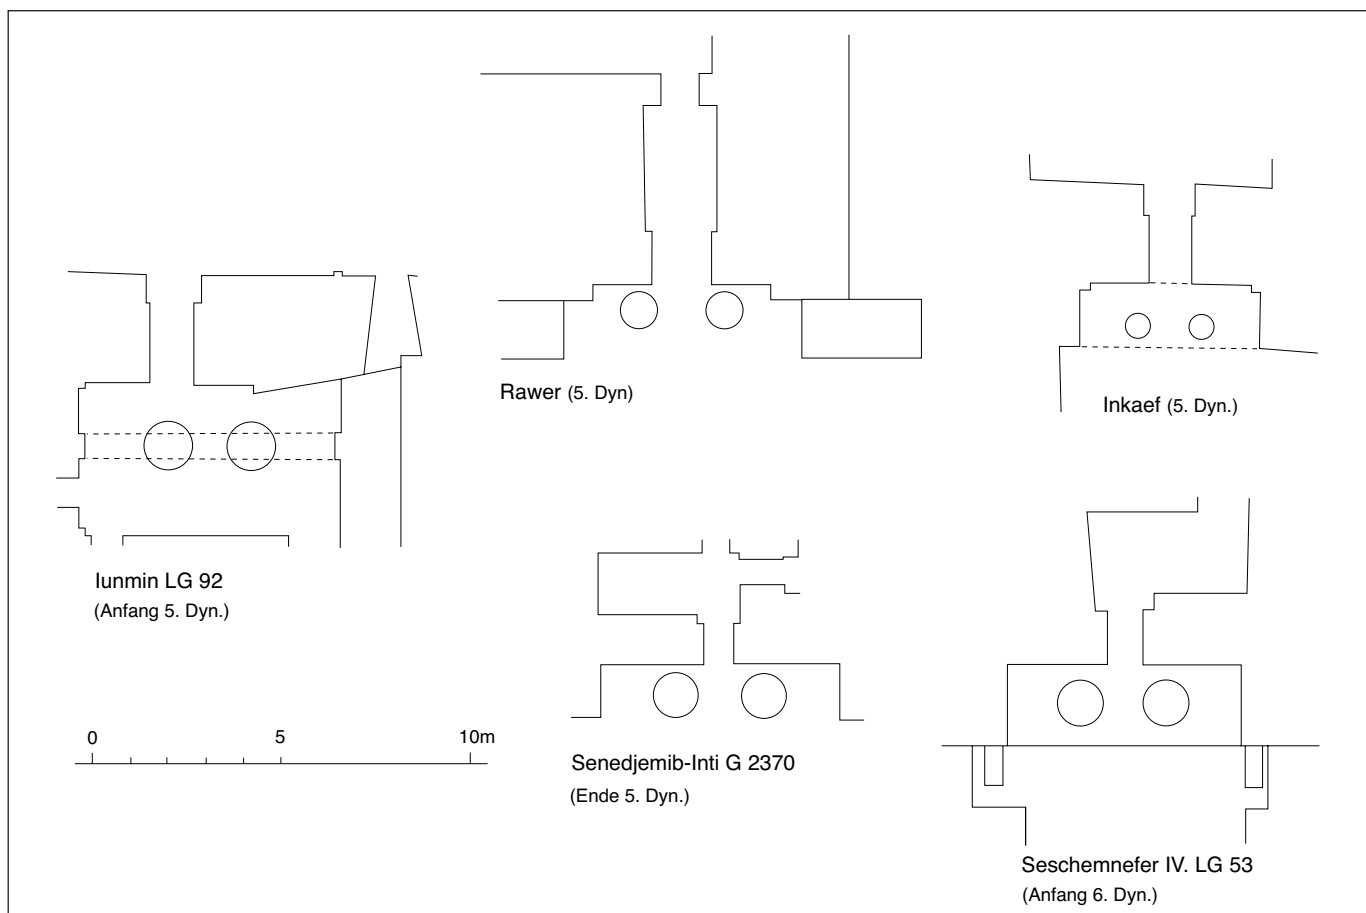 Rawer (5. Dyn)
Inkaef (5. Dyn.)
Iunmin LG 92
(Anfang 5. Dyn.)
0 5 10m
Senedjemib-Inti G 2370
(Ende 5. Dyn.)
Seschemnefer IV. LG 53
(Anfang 6. Dyn.)